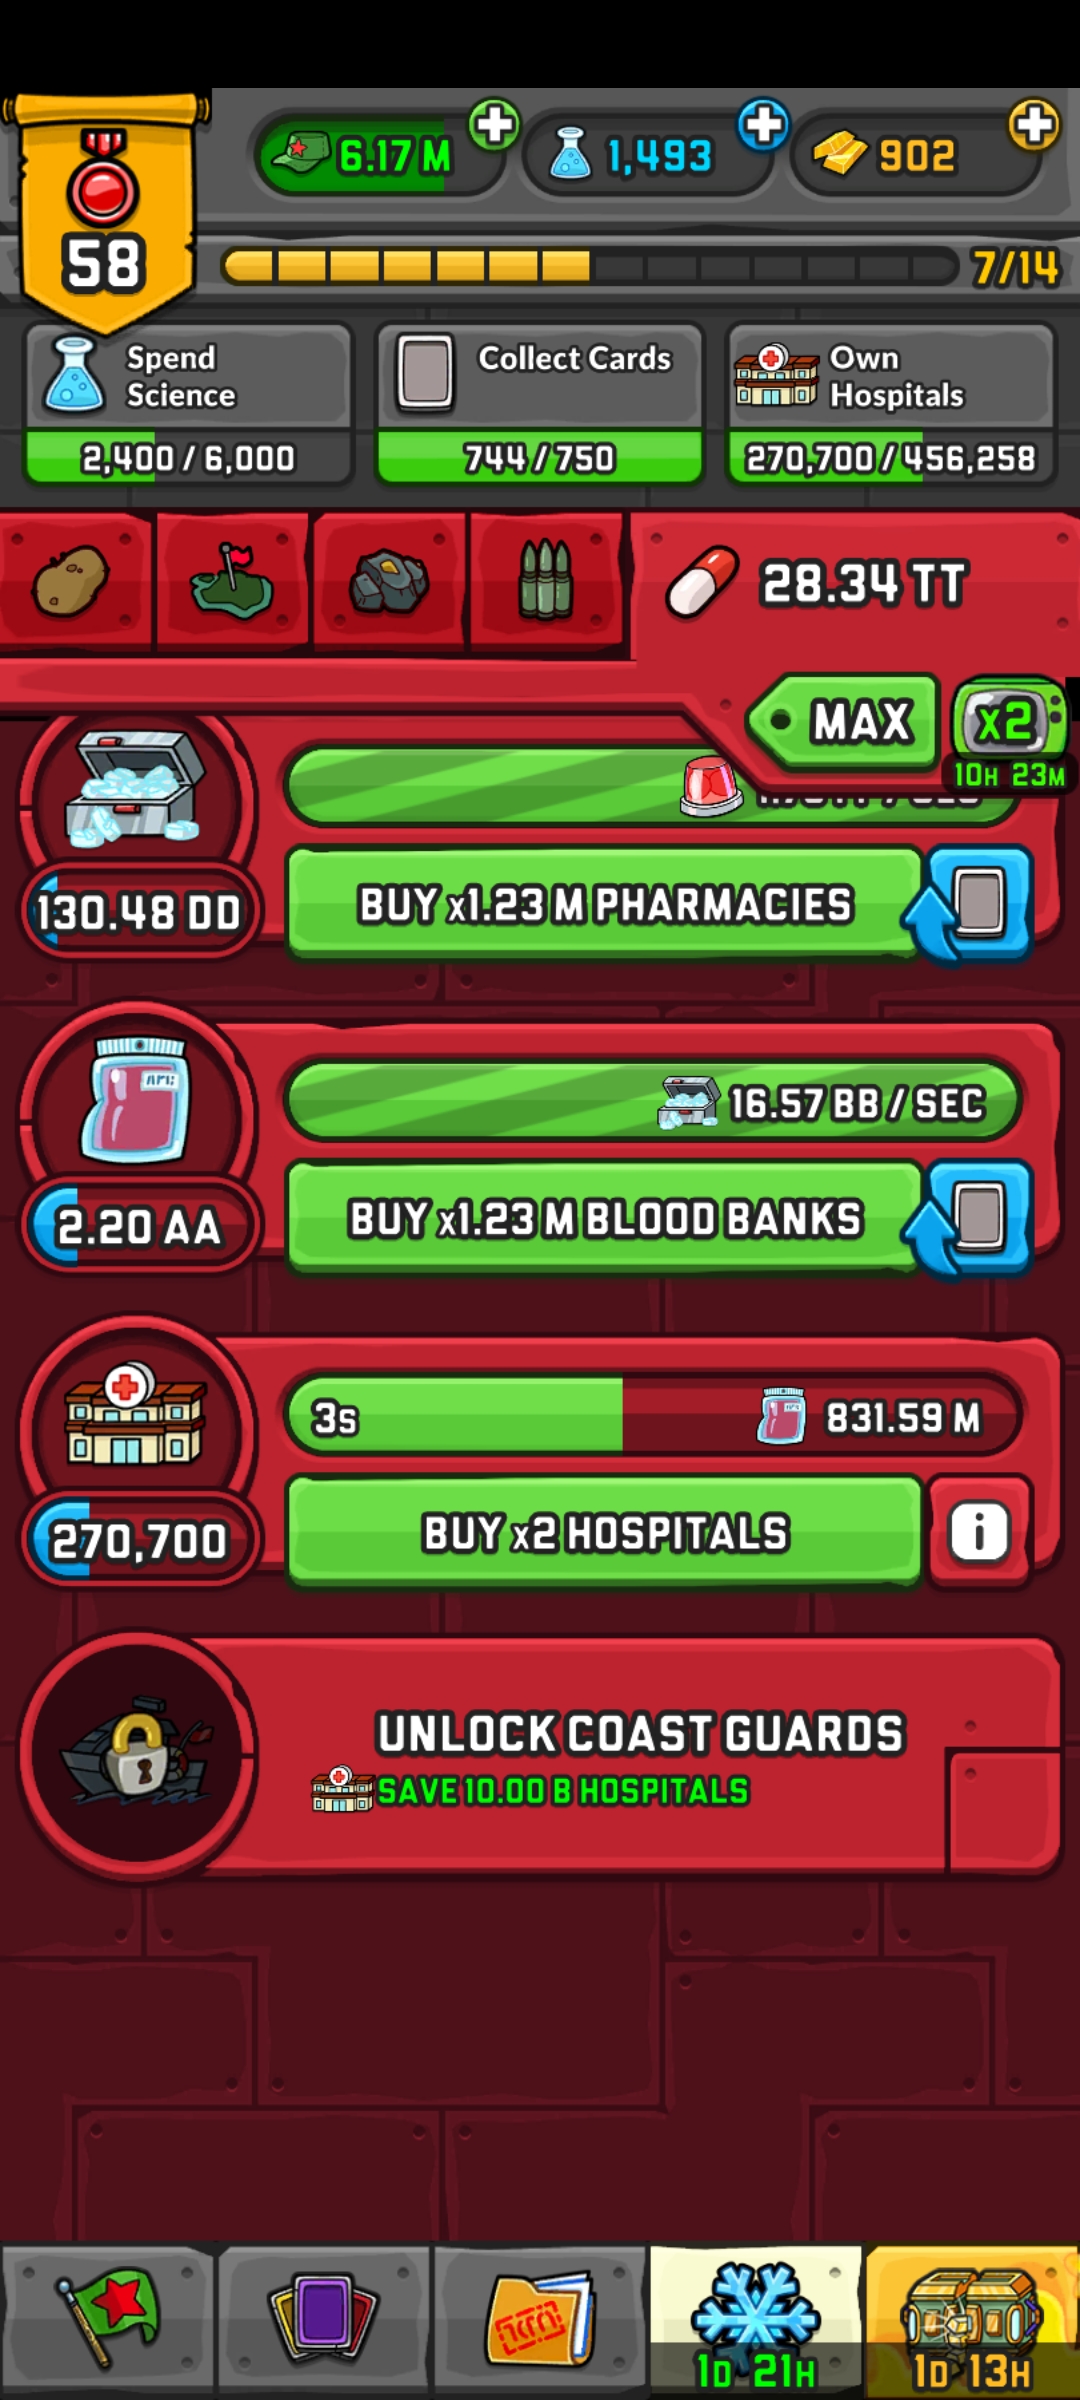 6.17 M
1,493
902
58
7/14
Spend
Science
Collect Cards
Own
Hospitals
2,400 / 6,000
744 / 750
270,700 / 456,258
28.34 TT
MAX
x2
10H 23M
130.48 DD
BUY x1.23 M PHARMACIES
16.57 BB / SEC
2.20 AA
BUY x1.23 M BLOOD BANKS
3s
831.59 M
270,700
BUY x2 HOSPITALS
i
UNLOCK COAST GUARDS
SAVE 10.00 B HOSPITALS
1D 21H
1D 13H